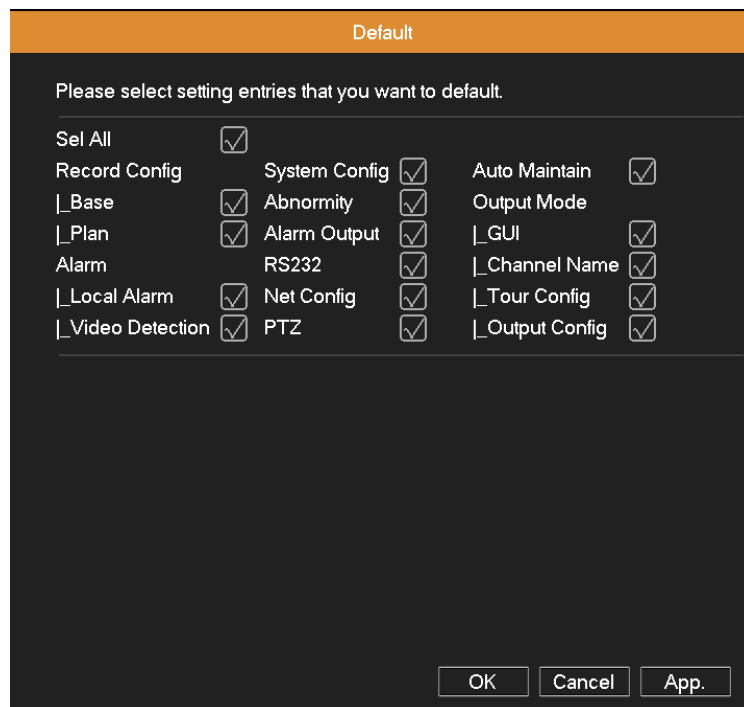 Default
Please select setting entries that you want to default.
Sel All
Record Config System Config Auto Maintain
|_Base Abnormity Output Mode
|_Plan Alarm Output |_GUI
Alarm RS232 |_Channel Name
|_Local Alarm Net Config |_Tour Config
|_Video Detection PTZ |_Output Config
OK Cancel App.